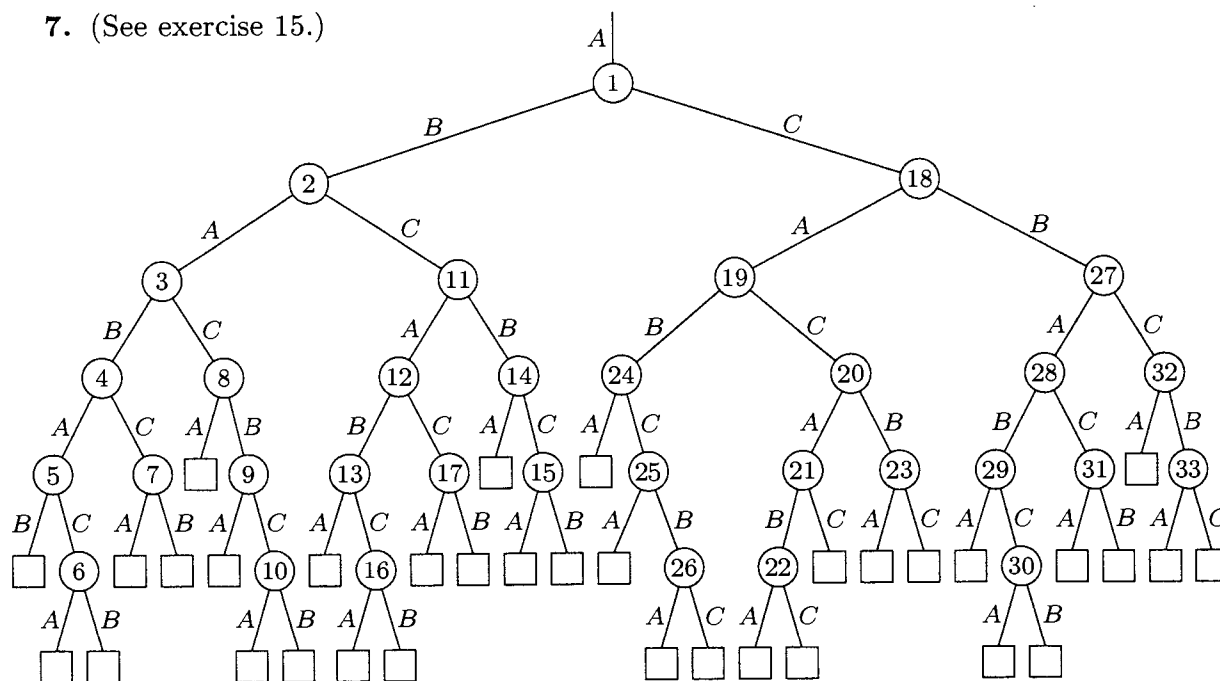 7. (See exercise 15.)
A
1
B C
2 18
A C A B
3 11 19 27
B C A B B C A C
4 8 12 14 24 20 28 32
A C A B B C A C A C A B B C A B
5 7 9 13 17 15 25 21 23 29 31 33
B C A B A C A C A B A B A B B C A C A C A B A C
6 10 16 26 22 30
A B A B A B A C A C A B